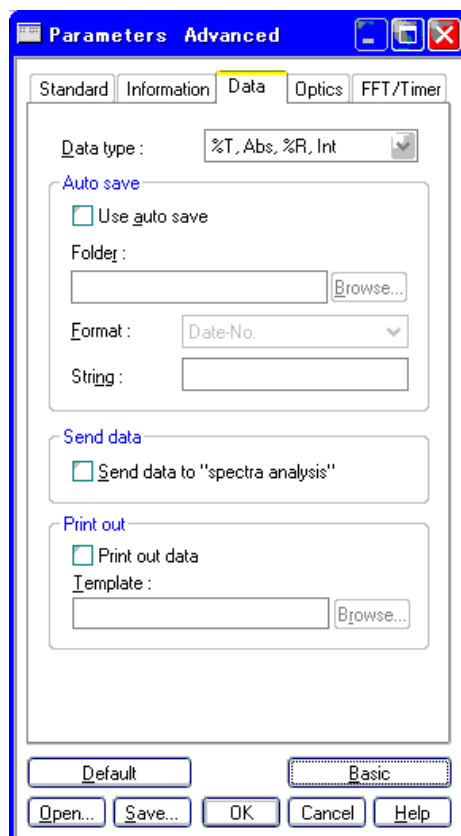 Parameters Advanced
Standard Information Data Optics FFT/Timer
Data type : %T, Abs, %R, Int
Auto save
Use auto save
Folder :
Browse...
Format : Date-No.
String :
Send data
Send data to "spectra analysis"
Print out
Print out data
Template :
Browse...
Default Basic
Open... Save... OK Cancel Help